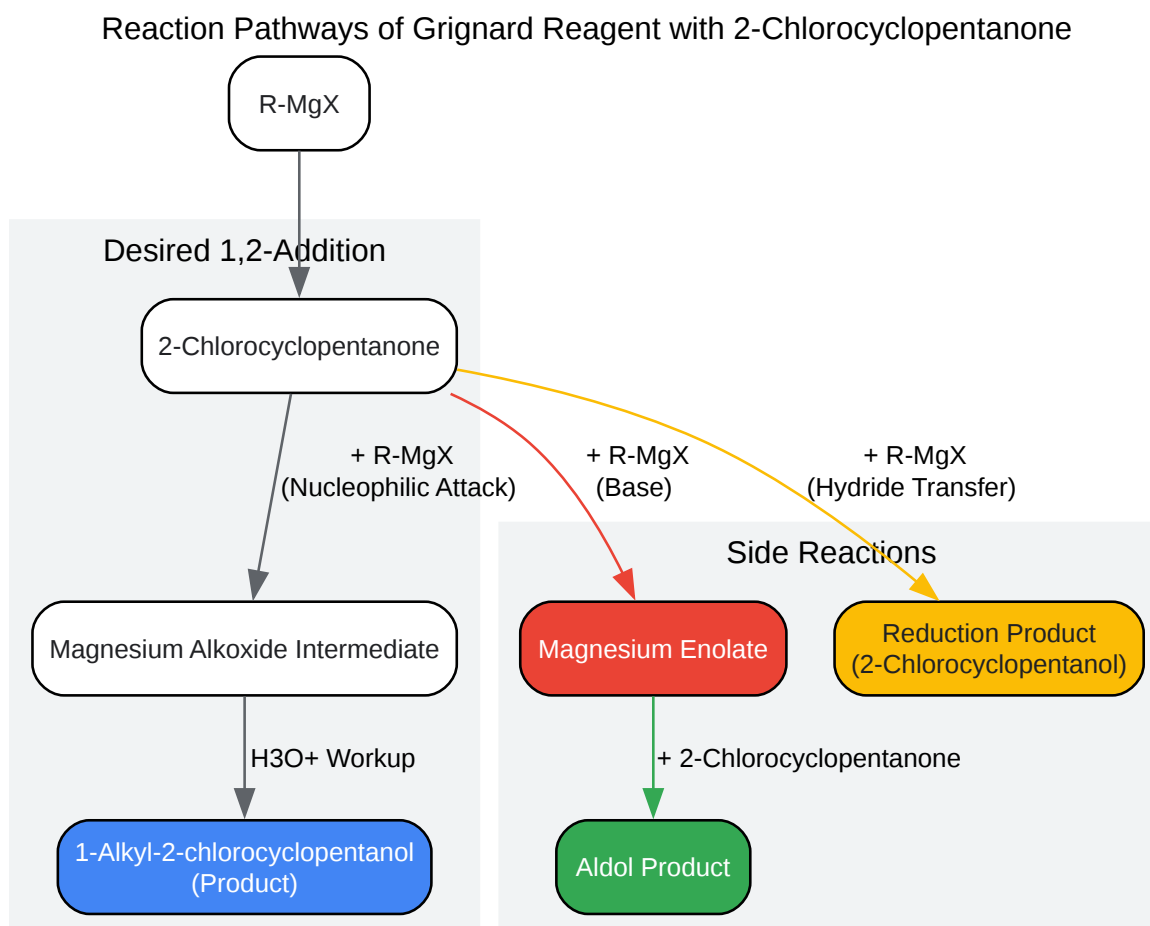 Reaction Pathways of Grignard Reagent with 2-Chlorocyclopentanone
R-MgX
Desired 1,2-Addition
2-Chlorocyclopentanone
+ R-MgX
(Nucleophilic Attack)
+ R-MgX
(Base)
+ R-MgX
(Hydride Transfer)
Side Reactions
Magnesium Alkoxide Intermediate
Magnesium Enolate
Reduction Product
(2-Chlorocyclopentanol)
H3O+ Workup
+ 2-Chlorocyclopentanone
1-Alkyl-2-chlorocyclopentanol
(Product)
Aldol Product